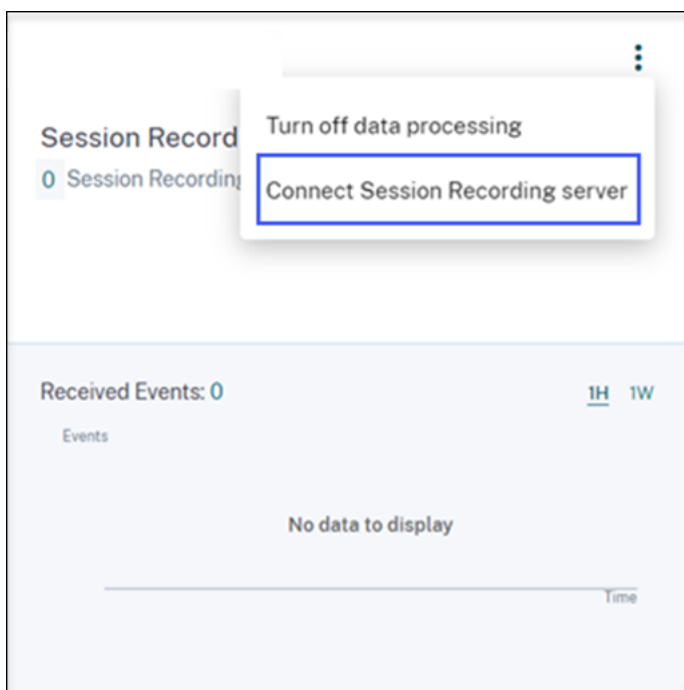 Turn off data processing
Session Record
Connect Session Recording server
0 Session Recording
Received Events: 0
1H 1W
Events
No data to display
Time